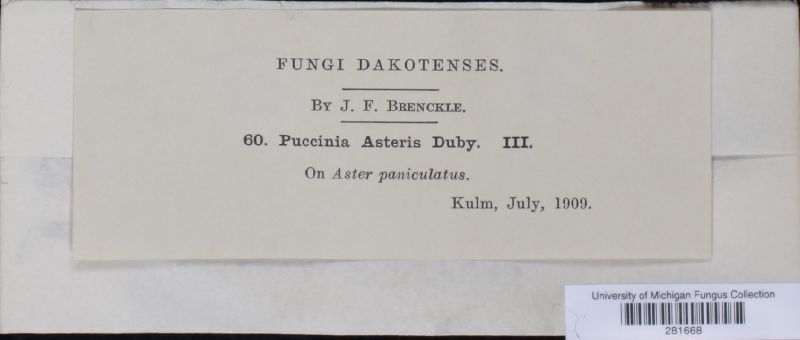 FUNGI DAKOTENSES.
By J. F. Brenckle.
60. Puccinia Asteris Duby. III.
On Aster paniculatus.
Kulm, July, 1909.
University of Michigan Fungus Collection
281668